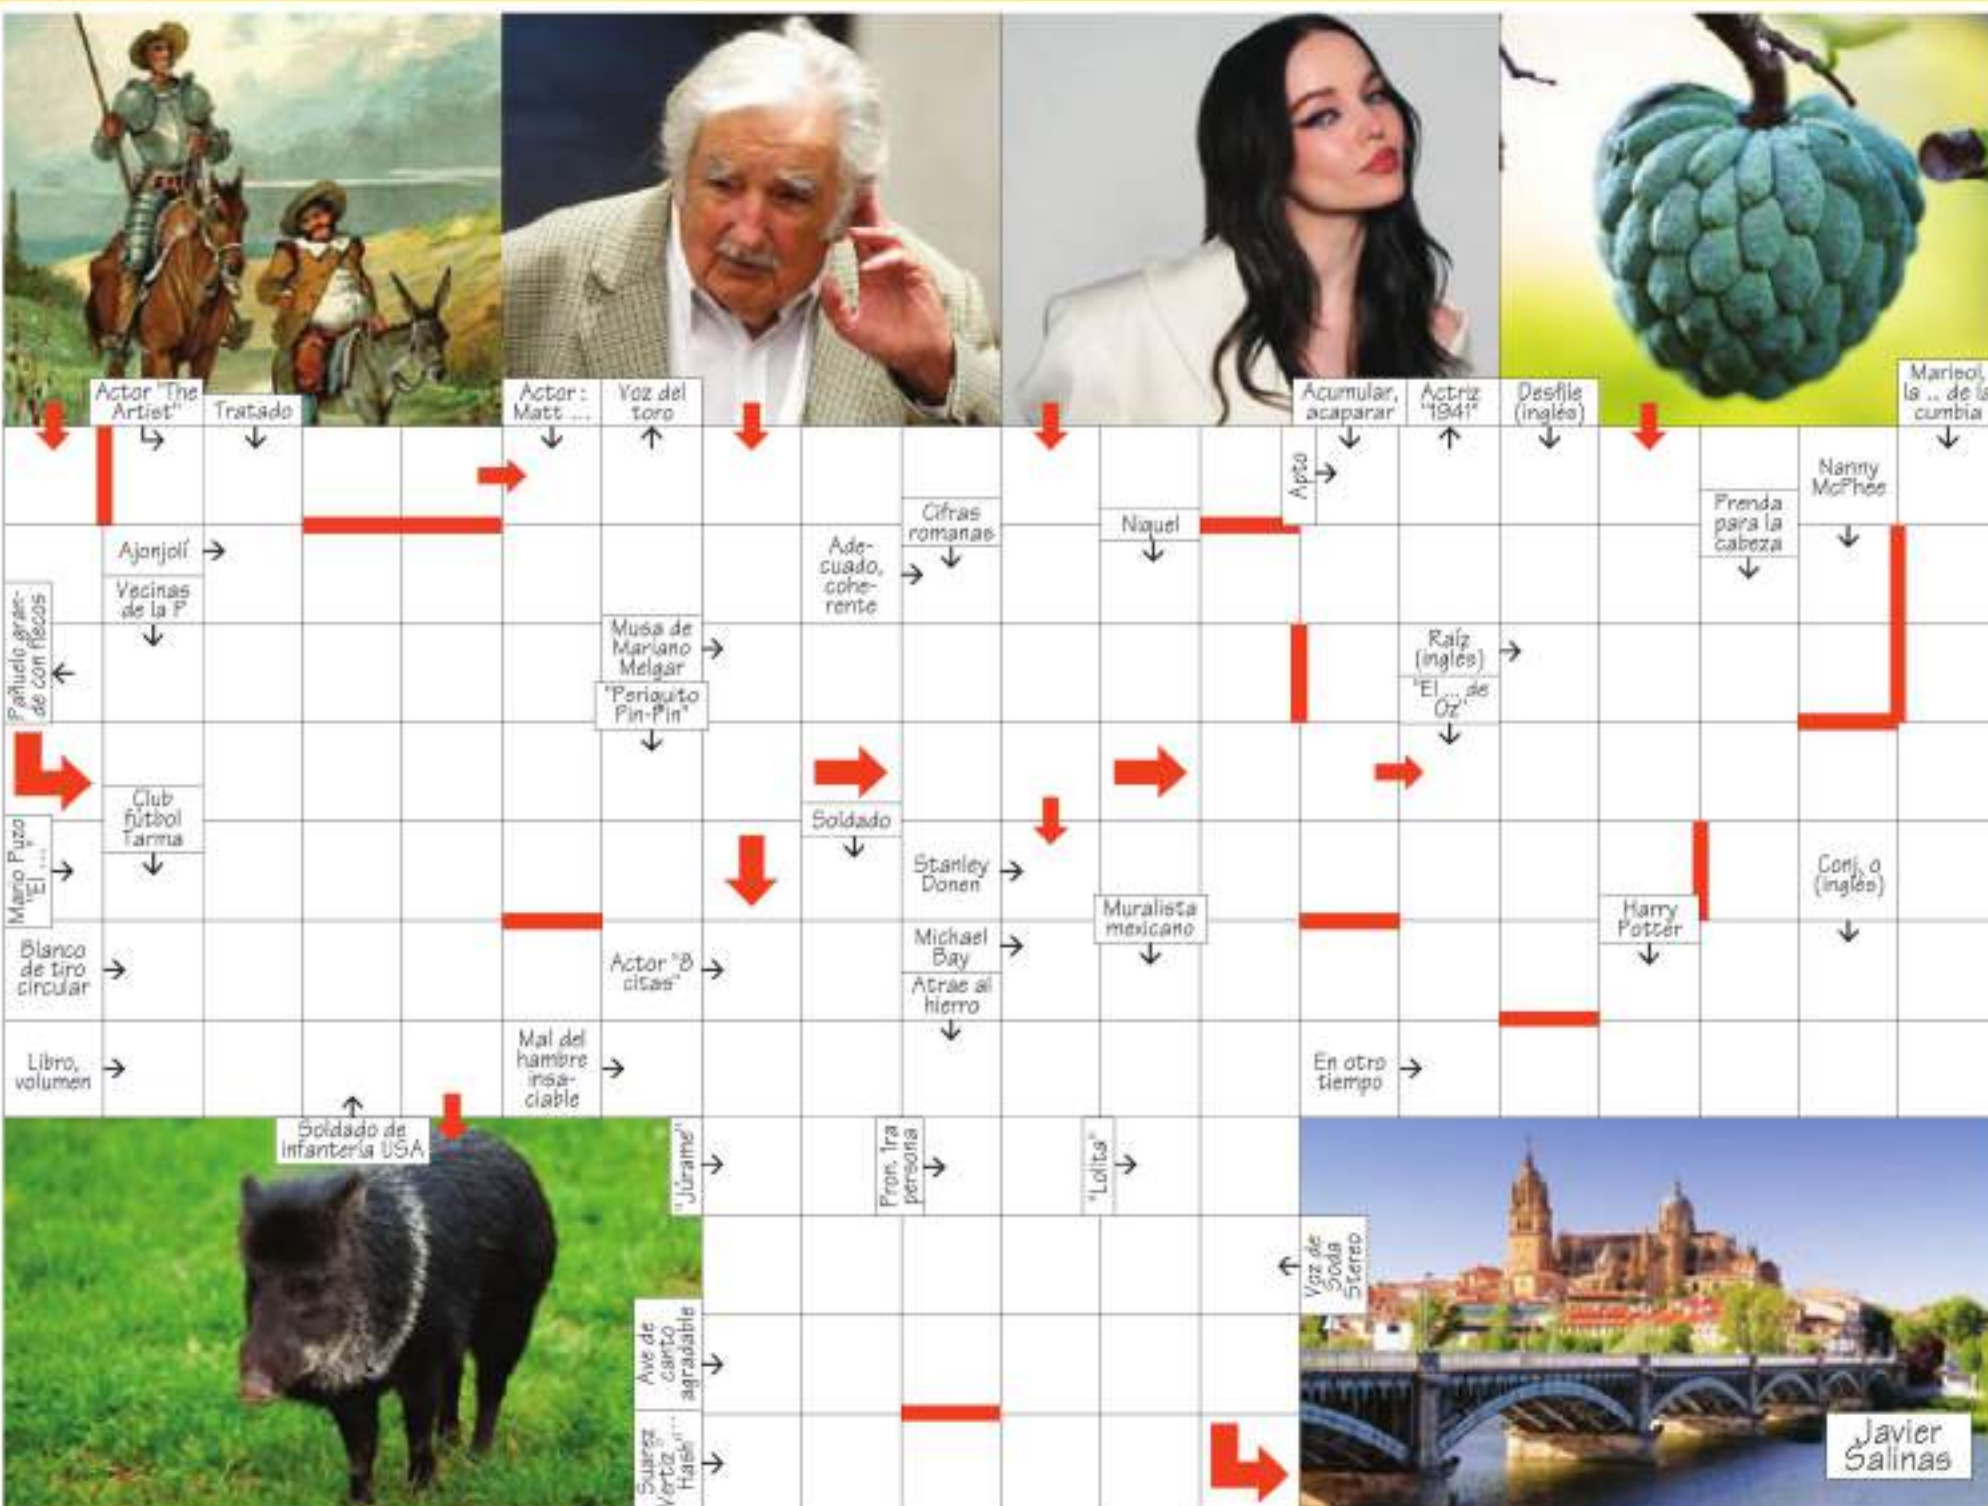 Actor "The
Artist"
Tratado
Actor:
Matt ...
Voz del
toro
Acumular,
acaparar
Actriz
"1941"
Desfile
(inglés)
Marisol,
la .. de la
cumbia
Apto
Nanny
McPhee
Prenda
para la
cabeza
Cifras
romanas
Niquel
Ajonjolí
Ade-
cuado,
cohe-
rente
Vecinas
de la P
Pañuelo gran-
de con flecos
Musa de
Mariano
Melgar
Raíz
(inglés)
"Periquito
Pin-Pin"
"El ... de
Oz"
Club
fútbol
Tarma
Soldado
Mario Puzo
"El ..."
Stanley
Donen
Conj. o
(inglés)
Muralista
mexicano
Harry
Potter
Blanco
de tiro
circular
Actor "8
citas"
Michael
Bay
Atrae al
hierro
Libro,
volumen
Mal del
hambre
insa-
ciable
En otro
tiempo
Soldado de
infantería USA
"Júrame"
Pron. 1ra
persona
"Lolita"
Voz de
Soda
Stereo
Ave de
canto
agradable
Suarez
Vertiz"
Hash"...
Javier
Salinas